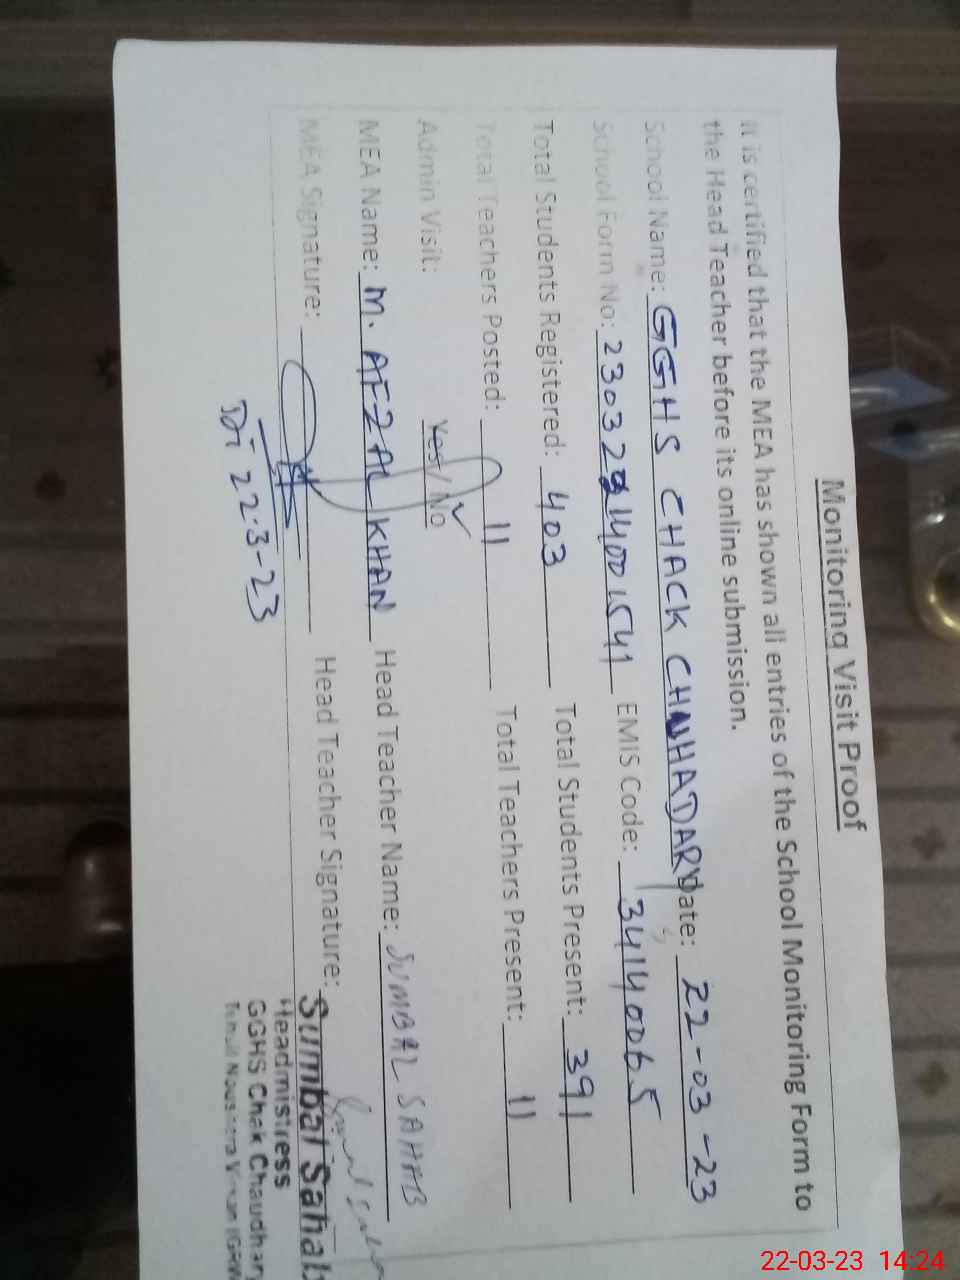 Monitoring Visit Proof
It is certified that the MEA has shown all entries of the School Monitoring Form to
the Head Teacher before its online submission.
School Name: GGHS CHACK CHNHADARY Date: 22-03-23
School Form No: 230322 14001541 EMIS Code: 34140065
Total Students Registered: 403 Total Students Present: 391
Total Teachers Posted: 11 Total Teachers Present: 11
Admin Visit: Yes / No ✓
MEA Name: M. AFZAL KHAN Head Teacher Name: SUMBAL SAHAB
MEA Signature: Head Teacher Signature:
Dt 22-3-23
Sumbal Sahab
Headmistress
GGHS Chak Chaudhary
22-03-23 14:24